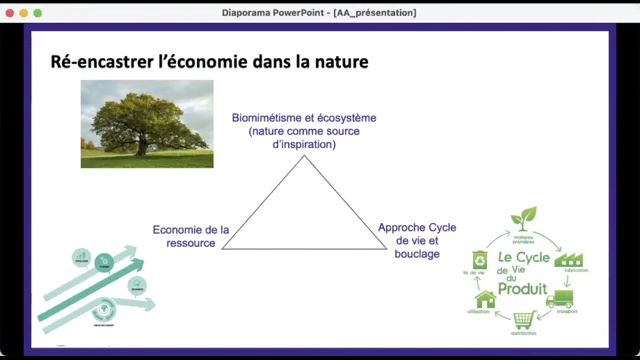 Diaporama PowerPoint - [AA_présentation]
Ré-encastrer l'économie dans la nature
Biomimétisme et écosystème
(nature comme source
d'inspiration)
Economie de la
ressource
Approche Cycle
de vie et
bouclage
matières
premières
Le Cycle
de Vie
du
Produit
fabrication
transport
distribution
utilisation
fin de vie